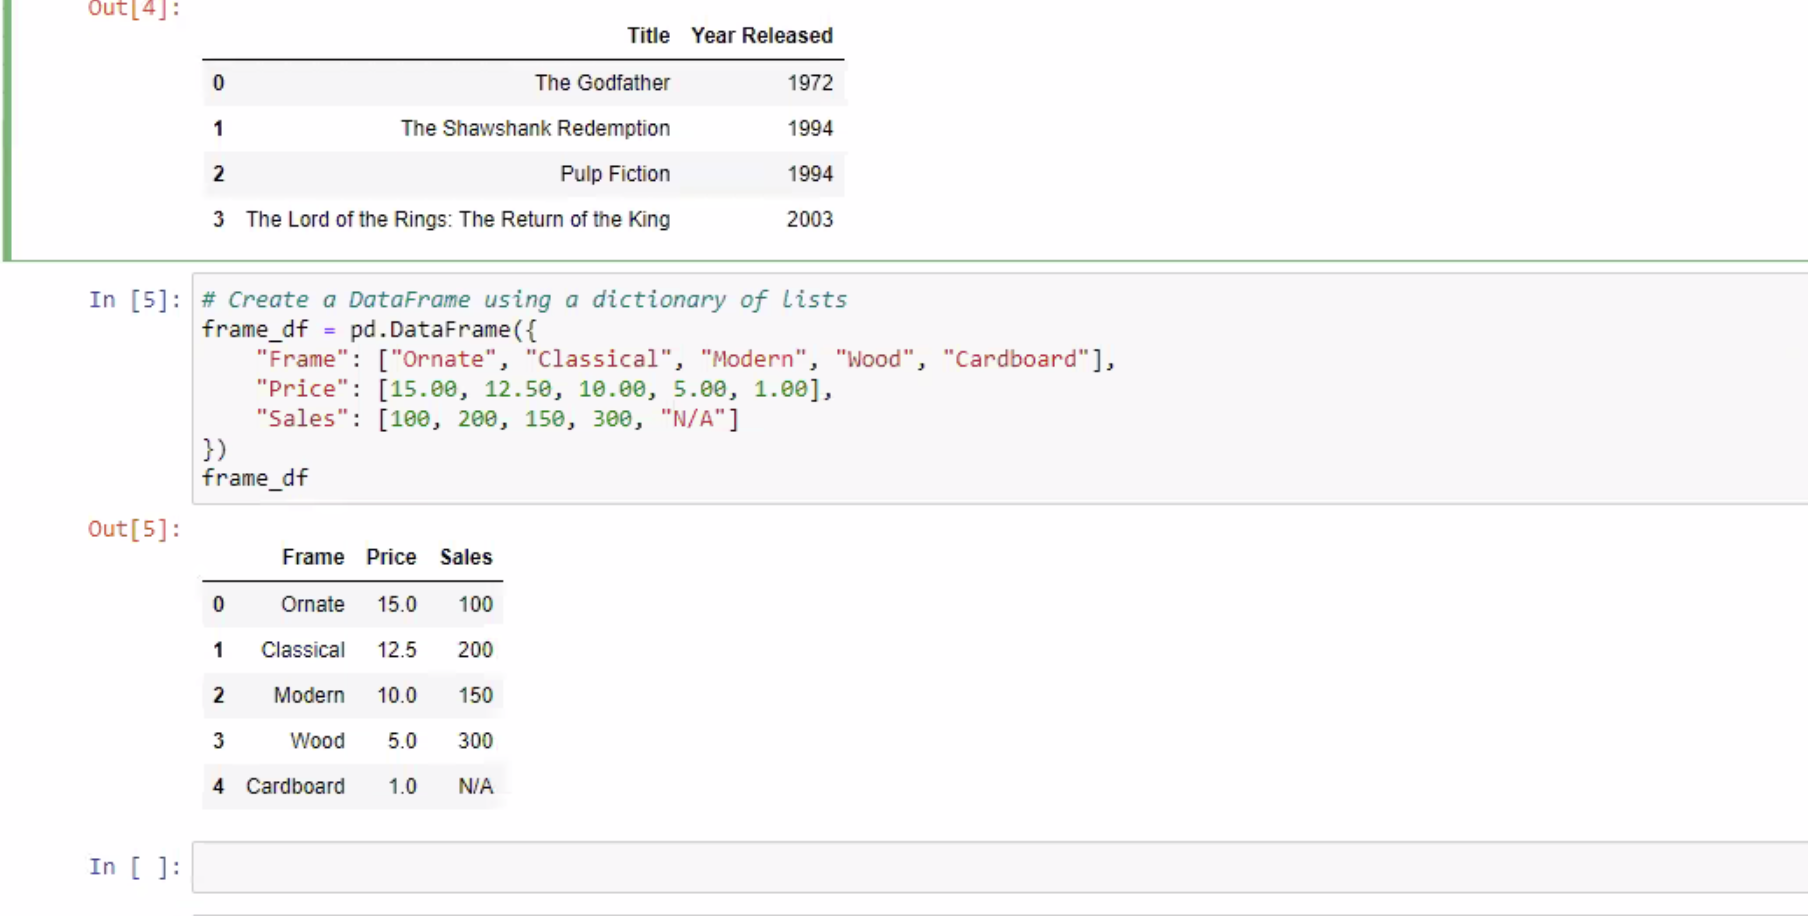 Out[4]:
Title Year Released
0 The Godfather 1972
1 The Shawshank Redemption 1994
2 Pulp Fiction 1994
3 The Lord of the Rings: The Return of the King 2003
In [5]: # Create a DataFrame using a dictionary of lists
frame_df = pd.DataFrame({
    "Frame": ["Ornate", "Classical", "Modern", "Wood", "Cardboard"],
    "Price": [15.00, 12.50, 10.00, 5.00, 1.00],
    "Sales": [100, 200, 150, 300, "N/A"]
})
frame_df
Out[5]:
Frame Price Sales
0 Ornate 15.0 100
1 Classical 12.5 200
2 Modern 10.0 150
3 Wood 5.0 300
4 Cardboard 1.0 N/A
In [ ]: